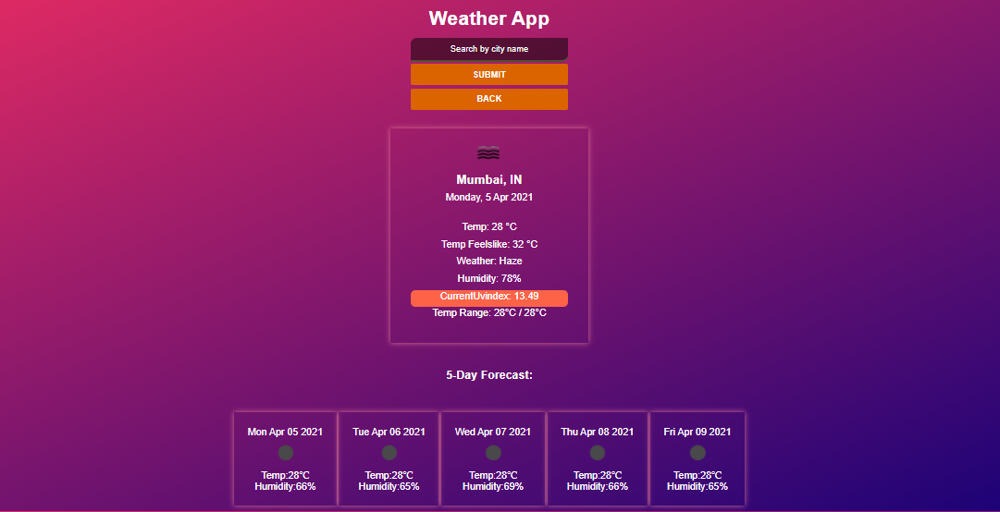 Weather App
Search by city name
SUBMIT
BACK
Mumbai, IN
Monday, 5 Apr 2021
Temp: 28 °C
Temp Feelslike: 32 °C
Weather: Haze
Humidity: 78%
CurrentUvindex: 13.49
Temp Range: 28°C / 28°C
5-Day Forecast:
Mon Apr 05 2021
Temp:28°C
Humidity:66%
Tue Apr 06 2021
Temp:28°C
Humidity:65%
Wed Apr 07 2021
Temp:28°C
Humidity:69%
Thu Apr 08 2021
Temp:28°C
Humidity:66%
Fri Apr 09 2021
Temp:28°C
Humidity:65%